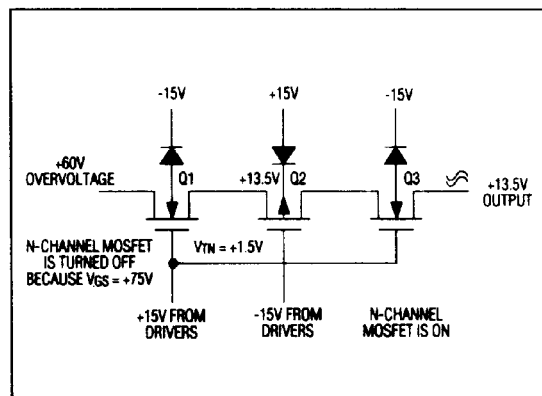 -15V +15V -15V
+60V
OVERVOLTAGE
Q1 +13.5V Q2 Q3
+13.5V
OUTPUT
N-CHANNEL MOSFET
IS TURNED OFF
BECAUSE VGS = +75V
VTN = +1.5V
+15V FROM
DRIVERS
-15V FROM
DRIVERS
N-CHANNEL
MOSFET IS ON